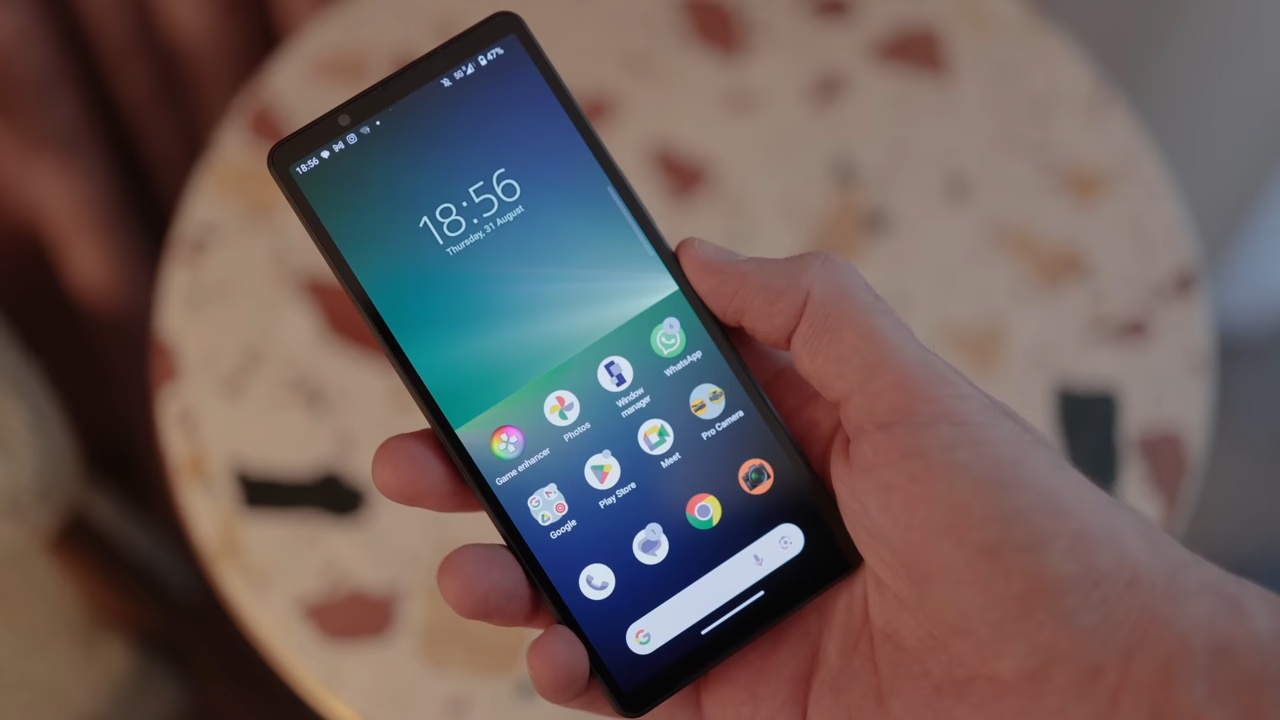 18:56
5G 47%
18:56
Thursday, 31 August
Game enhancer
Photos
Window
manager
WhatsApp
Google
Play Store
Meet
Pro Camera